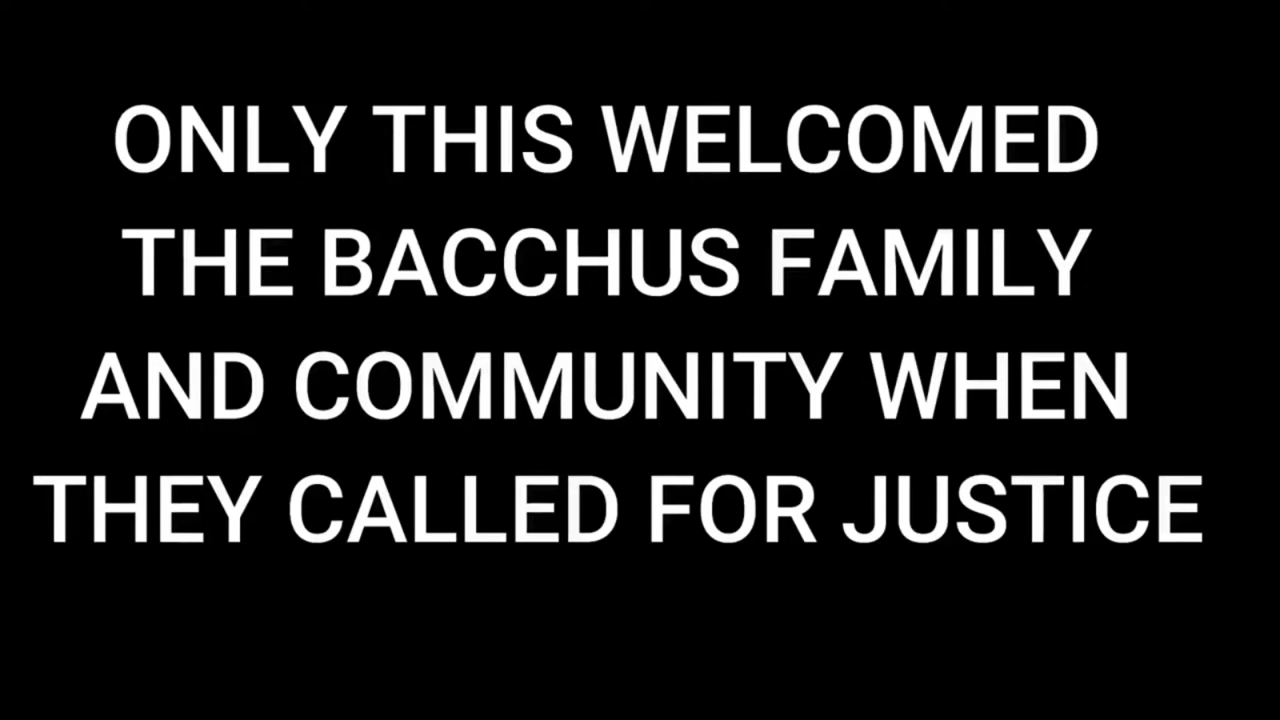 ONLY THIS WELCOMED
THE BACCHUS FAMILY
AND COMMUNITY WHEN
THEY CALLED FOR JUSTICE